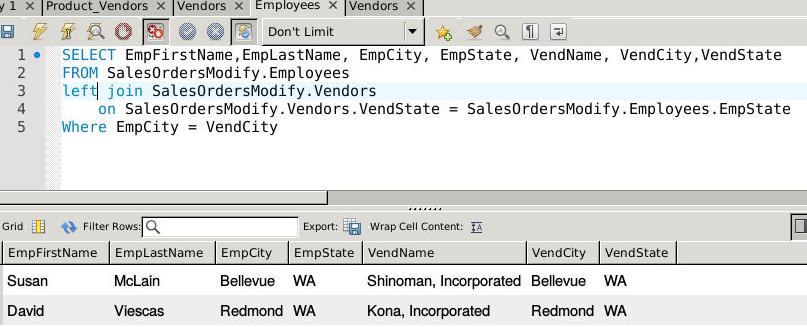 y 1 × Product_Vendors × Vendors × Employees × Vendors ×
Don't Limit
1 SELECT EmpFirstName,EmpLastName, EmpCity, EmpState, VendName, VendCity,VendState
2 FROM SalesOrdersModify.Employees
3 left join SalesOrdersModify.Vendors
4 on SalesOrdersModify.Vendors.VendState = SalesOrdersModify.Employees.EmpState
5 Where EmpCity = VendCity
Grid Filter Rows: Export: Wrap Cell Content: IA
EmpFirstName EmpLastName EmpCity EmpState VendName VendCity VendState
Susan McLain Bellevue WA Shinoman, Incorporated Bellevue WA
David Viescas Redmond WA Kona, Incorporated Redmond WA